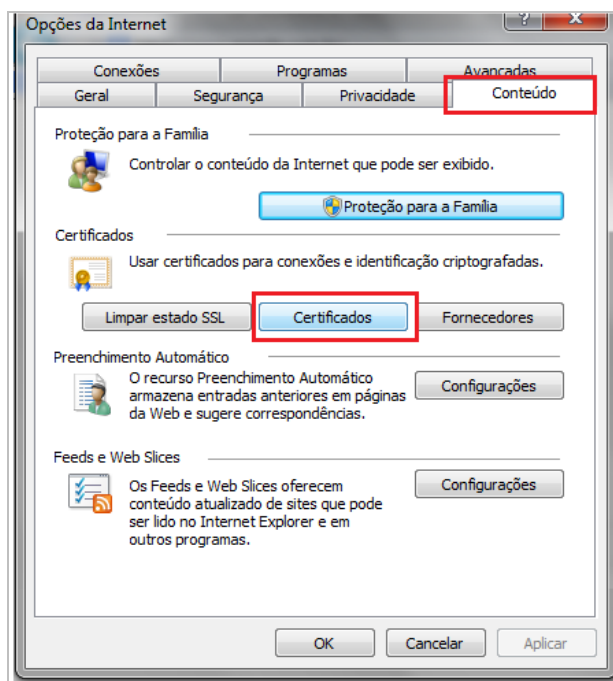 Opções da Internet
Conexões Programas Avançadas
Geral Segurança Privacidade Conteúdo
Proteção para a Família
Controlar o conteúdo da Internet que pode ser exibido.
Proteção para a Família
Certificados
Usar certificados para conexões e identificação criptografadas.
Limpar estado SSL Certificados Fornecedores
Preenchimento Automático
O recurso Preenchimento Automático
armazena entradas anteriores em páginas
da Web e sugere correspondências.
Configurações
Feeds e Web Slices
Os Feeds e Web Slices oferecem
conteúdo atualizado de sites que pode
ser lido no Internet Explorer e em
outros programas.
Configurações
OK Cancelar Aplicar